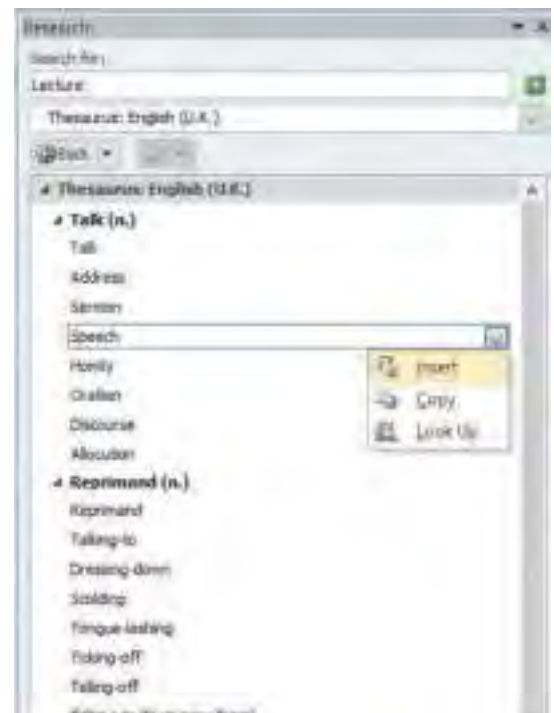 Research
Search for:
Lecture
Thesaurus: English (U.K.)
Back
Thesaurus: English (U.K.)
Talk (n.)
Talk
Address
Sermon
Speech
Insert
Homily
Copy
Oration
Look Up
Discourse
Allocution
Reprimand (n.)
Reprimand
Talking-to
Dressing-down
Scolding
Tongue-lashing
Ticking-off
Telling-off